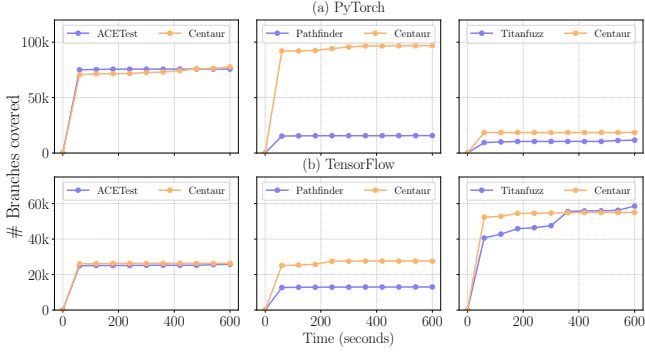 (a) PyTorch
ACETest Centaur
Pathfinder Centaur
Titanfuzz Centaur
100k
50k
0
(b) TensorFlow
ACETest Centaur
Pathfinder Centaur
Titanfuzz Centaur
60k
40k
20k
0
0 200 400 600
0 200 400 600
0 200 400 600
# Branches covered
Time (seconds)